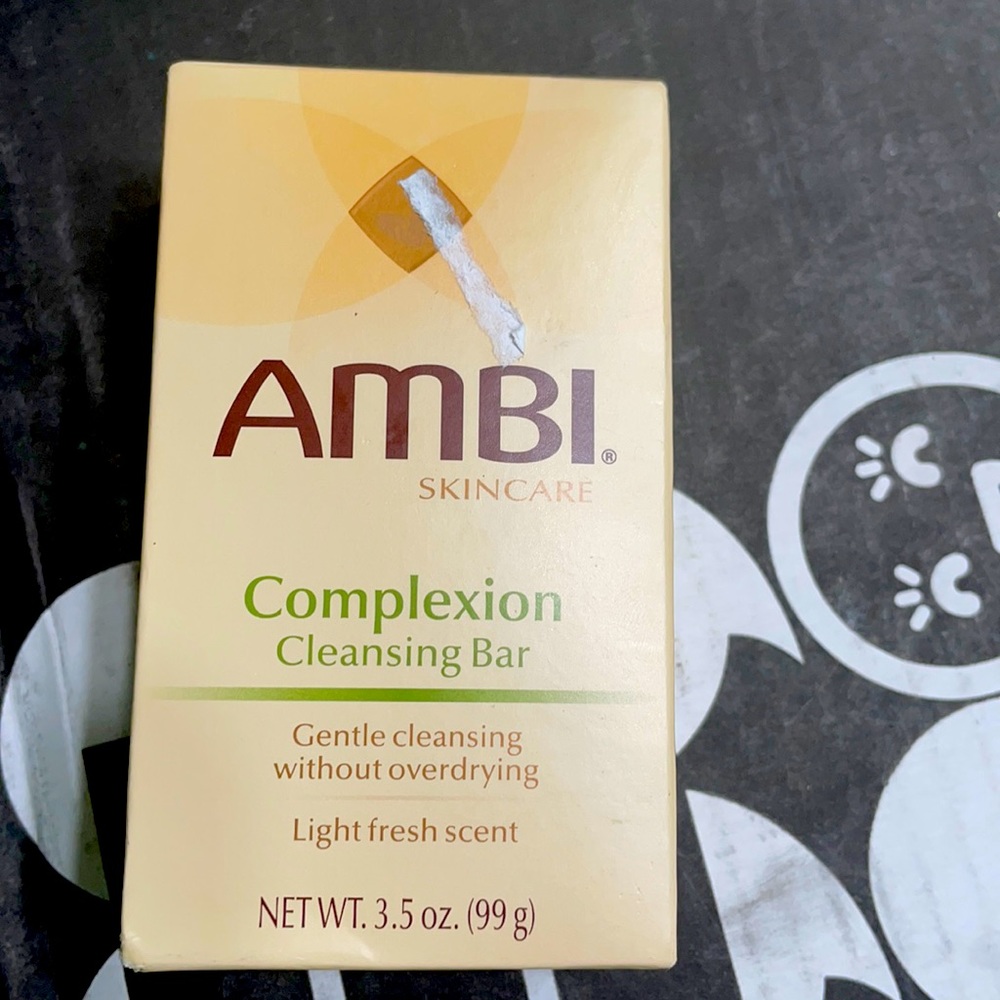 AMBI®
SKINCARE
Complexion
Cleansing Bar
Gentle cleansing
without overdrying
Light fresh scent
NET WT. 3.5 oz. (99 g)